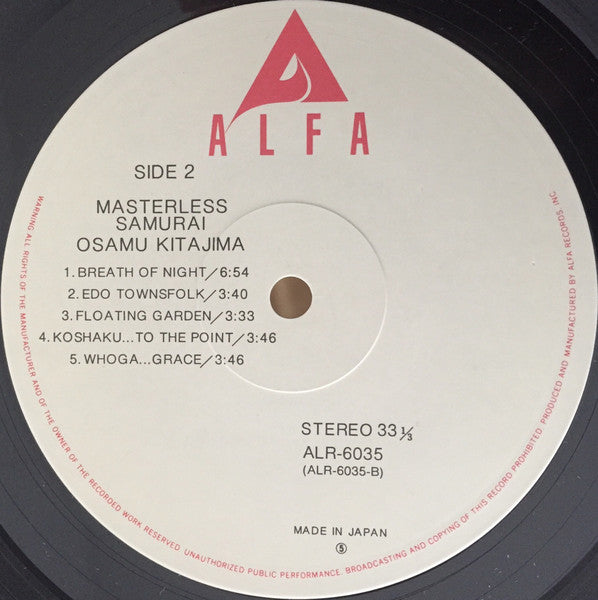 ALFA
SIDE 2
MASTERLESS
SAMURAI
OSAMU KITAJIMA
1. BREATH OF NIGHT/6:54
2. EDO TOWNSFOLK/3:40
3. FLOATING GARDEN/3:33
4. KOSHAKU...TO THE POINT/3:46
5. WHOGA...GRACE/3:46
STEREO 33 1/3
ALR-6035
(ALR-6035-B)
MADE IN JAPAN
⑤
WARNING: ALL RIGHTS OF THE MANUFACTURER AND OF THE OWNER OF THE RECORDED WORK RESERVED. UNAUTHORIZED PUBLIC PERFORMANCE. BROADCASTING AND COPYING OF THIS RECORD PROHIBITED. PRODUCED AND MANUFACTURED BY ALFA RECORDS, INC.